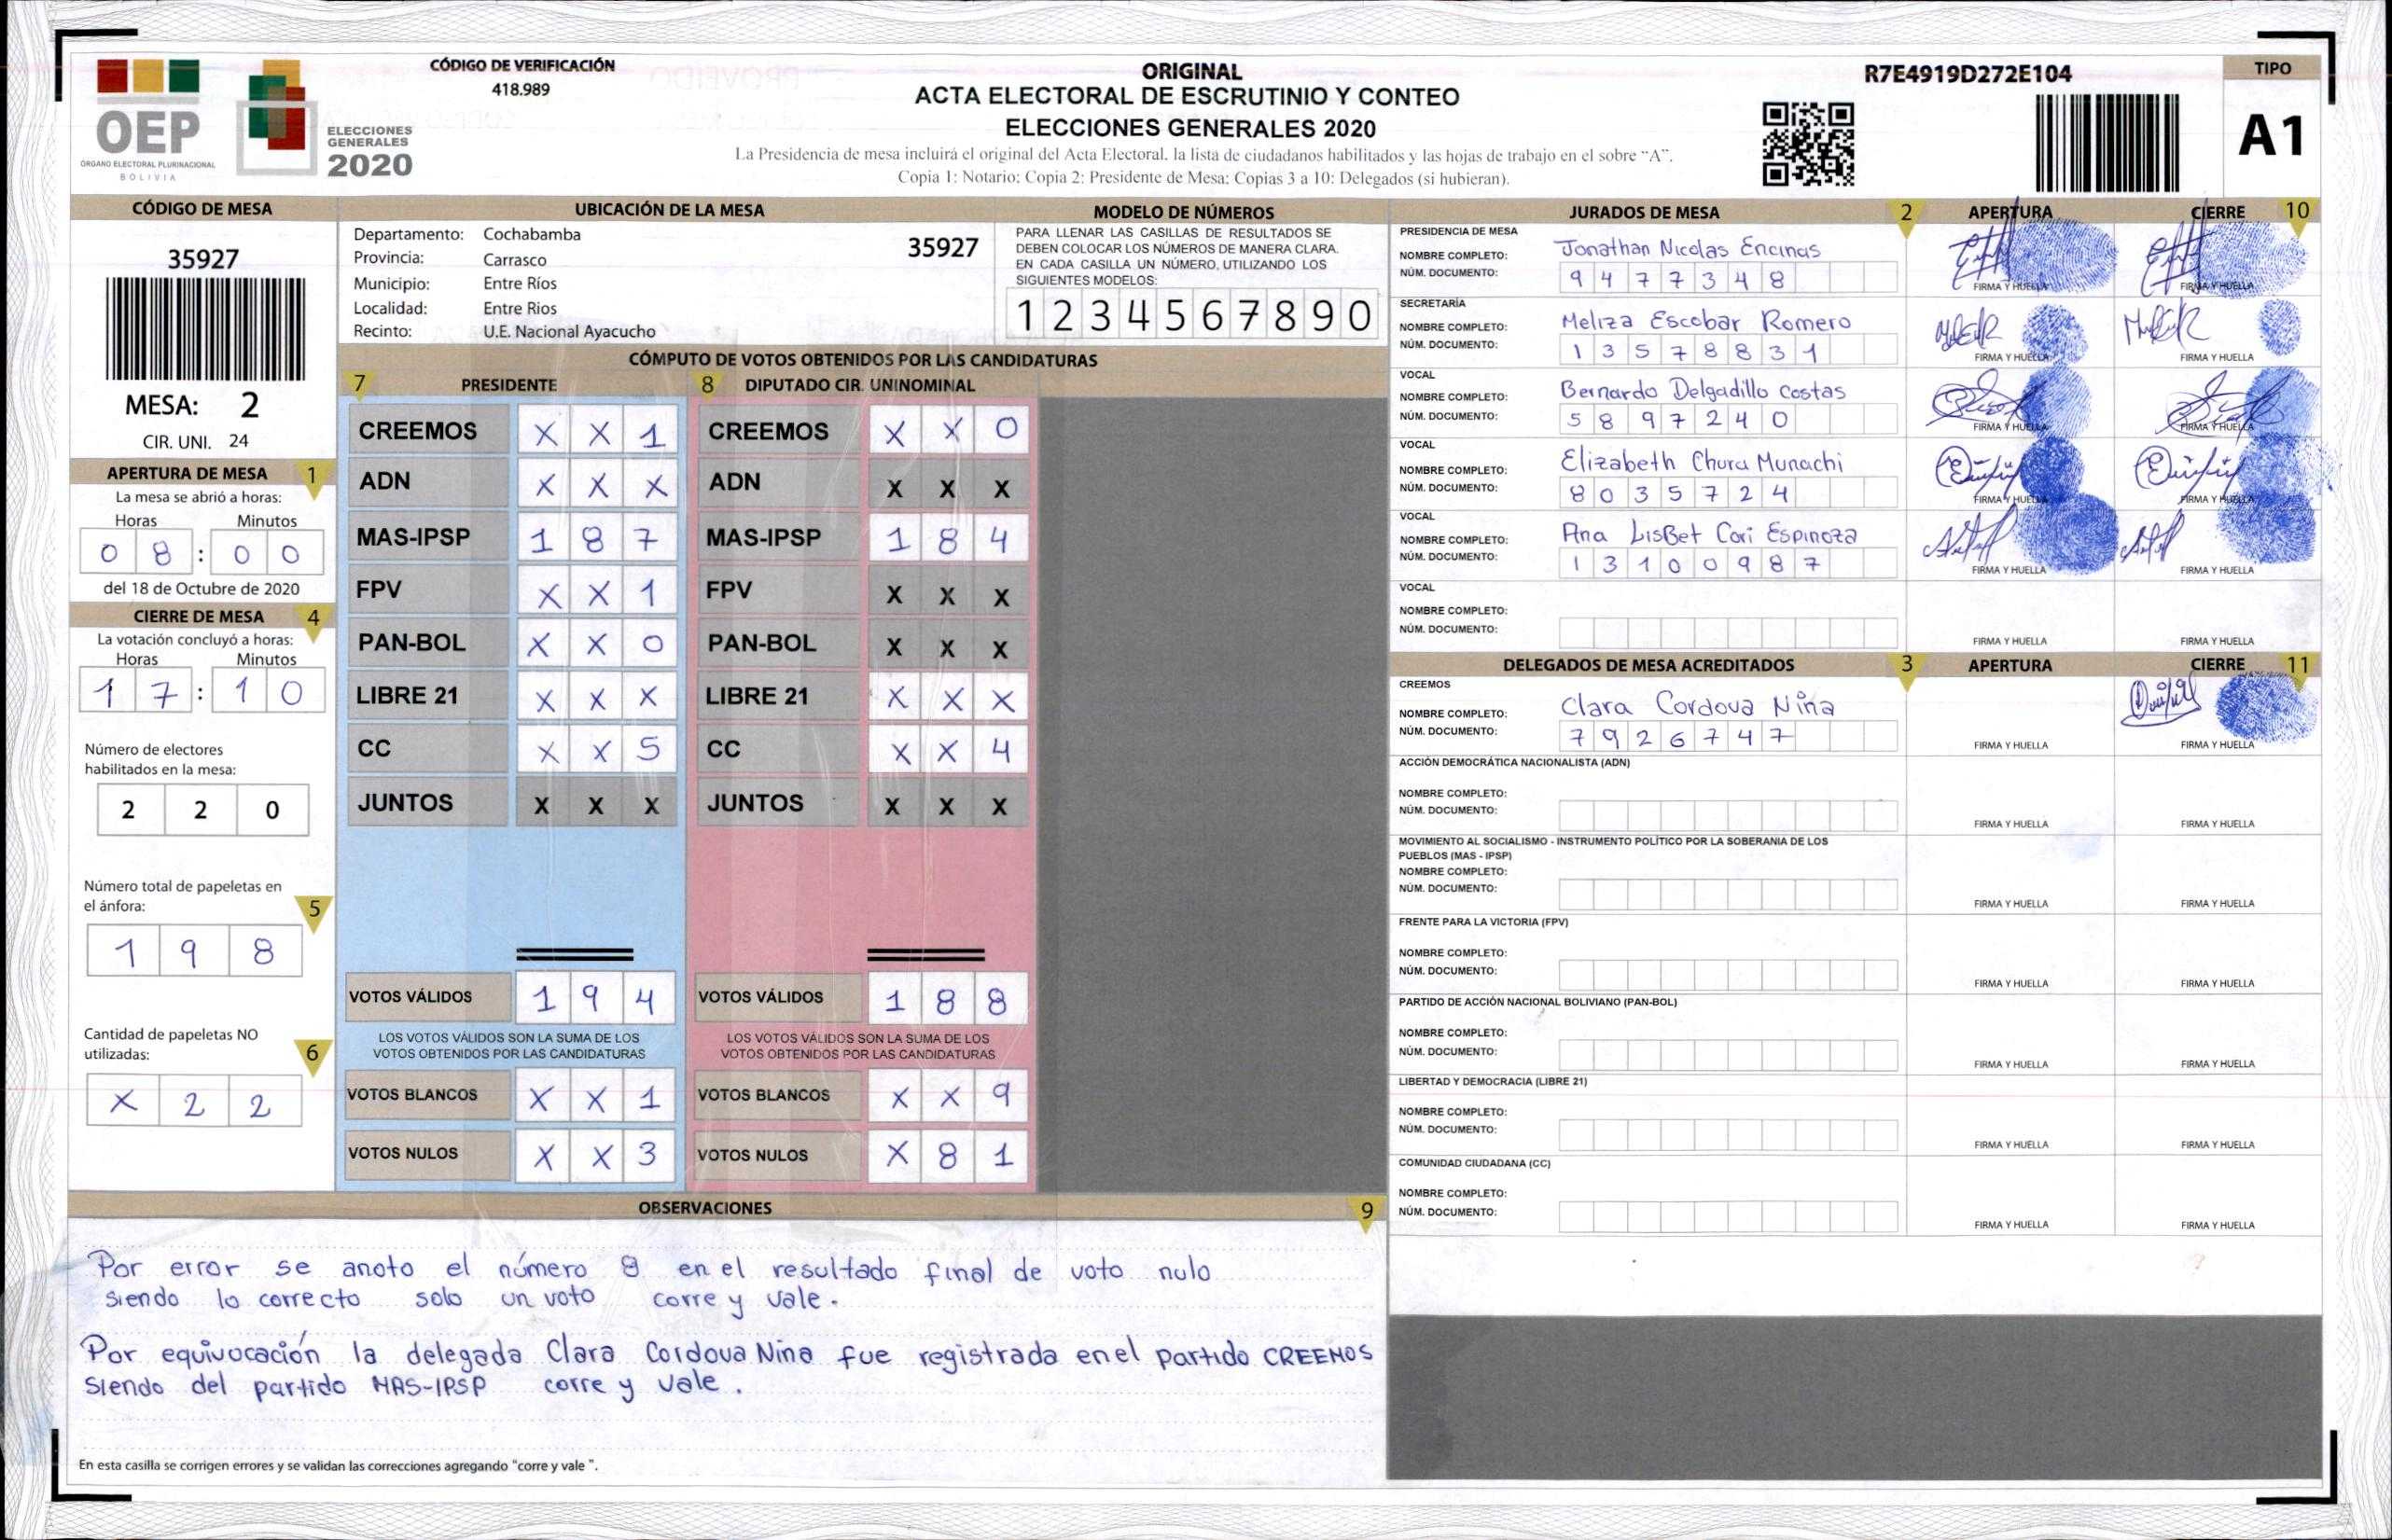 OEP
ÓRGANO ELECTORAL PLURINACIONAL
BOLIVIA
ELECCIONES
GENERALES
2020
CÓDIGO DE VERIFICACIÓN
418.989
ORIGINAL
ACTA ELECTORAL DE ESCRUTINIO Y CONTEO
ELECCIONES GENERALES 2020
La Presidencia de mesa incluirá el original del Acta Electoral, la lista de ciudadanos habilitados y las hojas de trabajo en el sobre "A".
Copia 1: Notario; Copia 2: Presidente de Mesa; Copias 3 a 10: Delegados (si hubieran).
R7E4919D272E104
TIPO
A1
CÓDIGO DE MESA
35927
MESA: 2
CIR. UNI. 24
APERTURA DE MESA 1
La mesa se abrió a horas:
Horas Minutos
0 8 : 0 0
del 18 de Octubre de 2020
CIERRE DE MESA 4
La votación concluyó a horas:
Horas Minutos
1 7 : 1 0
Número de electores
habilitados en la mesa:
2 2 0
Número total de papeletas en
el ánfora: 5
1 9 8
Cantidad de papeletas NO
utilizadas: 6
X 2 2
UBICACIÓN DE LA MESA
Departamento: Cochabamba
35927
Provincia: Carrasco
Municipio: Entre Ríos
Localidad: Entre Rios
Recinto: U.E. Nacional Ayacucho
MODELO DE NÚMEROS
PARA LLENAR LAS CASILLAS DE RESULTADOS SE
DEBEN COLOCAR LOS NÚMEROS DE MANERA CLARA.
EN CADA CASILLA UN NÚMERO, UTILIZANDO LOS
SIGUIENTES MODELOS:
1 2 3 4 5 6 7 8 9 0
CÓMPUTO DE VOTOS OBTENIDOS POR LAS CANDIDATURAS
7 PRESIDENTE
CREEMOS X X 1
ADN X X X
MAS-IPSP 1 8 7
FPV X X 1
PAN-BOL X X 0
LIBRE 21 X X X
CC X X 5
JUNTOS X X X
VOTOS VÁLIDOS 1 9 4
LOS VOTOS VÁLIDOS SON LA SUMA DE LOS
VOTOS OBTENIDOS POR LAS CANDIDATURAS
VOTOS BLANCOS X X 1
VOTOS NULOS X X 3
8 DIPUTADO CIR. UNINOMINAL
CREEMOS X X 0
ADN X X X
MAS-IPSP 1 8 4
FPV X X X
PAN-BOL X X X
LIBRE 21 X X X
CC X X 4
JUNTOS X X X
VOTOS VÁLIDOS 1 8 8
LOS VOTOS VÁLIDOS SON LA SUMA DE LOS
VOTOS OBTENIDOS POR LAS CANDIDATURAS
VOTOS BLANCOS X X 9
VOTOS NULOS X 8 1
OBSERVACIONES 9
Por error se anoto el número 8 en el resultado final de voto nulo
siendo lo correcto solo un voto corre y vale.
Por equivocación la delegada Clara Cordova Nina fue registrada en el partido CREEMOS
siendo del partido MAS-IPSP corre y vale.
En esta casilla se corrigen errores y se validan las correcciones agregando "corre y vale ".
JURADOS DE MESA 2 APERTURA CIERRE 10
PRESIDENCIA DE MESA
NOMBRE COMPLETO: Jonathan Nicolas Encinas
NÚM. DOCUMENTO: 9 4 7 7 3 4 8
FIRMA Y HUELLA FIRMA Y HUELLA
SECRETARÍA
NOMBRE COMPLETO: Meliza Escobar Romero
NÚM. DOCUMENTO: 1 3 5 7 8 8 3 1
FIRMA Y HUELLA FIRMA Y HUELLA
VOCAL
NOMBRE COMPLETO: Bernardo Delgadillo Costas
NÚM. DOCUMENTO: 5 8 9 7 2 4 0
FIRMA Y HUELLA FIRMA Y HUELLA
VOCAL
NOMBRE COMPLETO: Elizabeth Chura Munachi
NÚM. DOCUMENTO: 8 0 3 5 7 2 4
FIRMA Y HUELLA FIRMA Y HUELLA
VOCAL
NOMBRE COMPLETO: Ana LisBet Cori Espinoza
NÚM. DOCUMENTO: 1 3 1 0 0 9 8 7
FIRMA Y HUELLA FIRMA Y HUELLA
VOCAL
NOMBRE COMPLETO:
NÚM. DOCUMENTO:
FIRMA Y HUELLA FIRMA Y HUELLA
DELEGADOS DE MESA ACREDITADOS 3 APERTURA CIERRE 11
CREEMOS
NOMBRE COMPLETO: Clara Cordova Niña
NÚM. DOCUMENTO: 7 9 2 6 7 4 7
FIRMA Y HUELLA FIRMA Y HUELLA
ACCIÓN DEMOCRÁTICA NACIONALISTA (ADN)
NOMBRE COMPLETO:
NÚM. DOCUMENTO:
FIRMA Y HUELLA FIRMA Y HUELLA
MOVIMIENTO AL SOCIALISMO - INSTRUMENTO POLÍTICO POR LA SOBERANIA DE LOS
PUEBLOS (MAS - IPSP)
NOMBRE COMPLETO:
NÚM. DOCUMENTO:
FIRMA Y HUELLA FIRMA Y HUELLA
FRENTE PARA LA VICTORIA (FPV)
NOMBRE COMPLETO:
NÚM. DOCUMENTO:
FIRMA Y HUELLA FIRMA Y HUELLA
PARTIDO DE ACCIÓN NACIONAL BOLIVIANO (PAN-BOL)
NOMBRE COMPLETO:
NÚM. DOCUMENTO:
FIRMA Y HUELLA FIRMA Y HUELLA
LIBERTAD Y DEMOCRACIA (LIBRE 21)
NOMBRE COMPLETO:
NÚM. DOCUMENTO:
FIRMA Y HUELLA FIRMA Y HUELLA
COMUNIDAD CIUDADANA (CC)
NOMBRE COMPLETO:
NÚM. DOCUMENTO:
FIRMA Y HUELLA FIRMA Y HUELLA